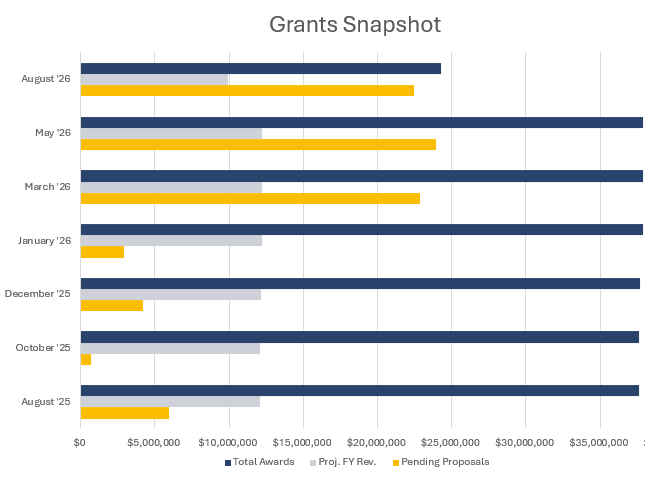 Grants Snapshot
August '26
May '26
March '26
January '26
December '25
October '25
August '25
$0 $5,000,000 $10,000,000 $15,000,000 $20,000,000 $25,000,000 $30,000,000 $35,000,000
Total Awards Proj. FY Rev. Pending Proposals